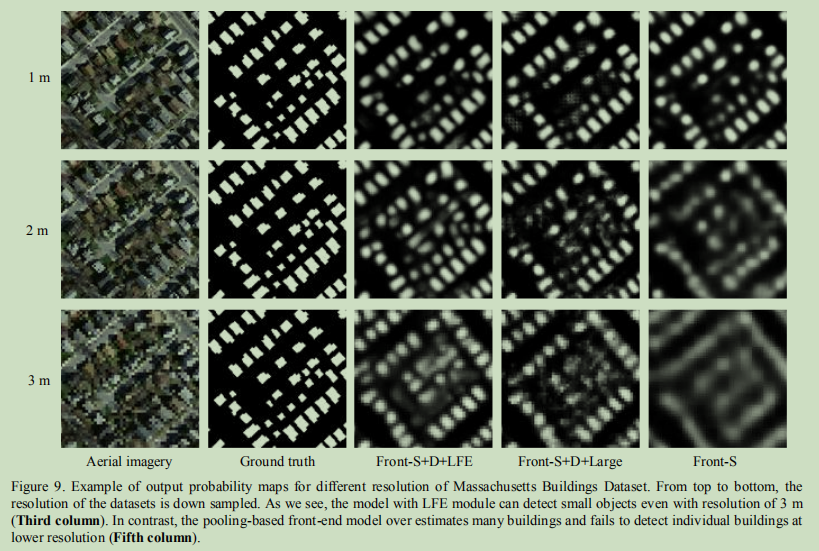 1 m
2 m
3 m
Aerial imagery Ground truth Front-S+D+LFE Front-S+D+Large Front-S
Figure 9. Example of output probability maps for different resolution of Massachusetts Buildings Dataset. From top to bottom, the
resolution of the datasets is down sampled. As we see, the model with LFE module can detect small objects even with resolution of 3 m
(Third column). In contrast, the pooling-based front-end model over estimates many buildings and fails to detect individual buildings at
lower resolution (Fifth column).